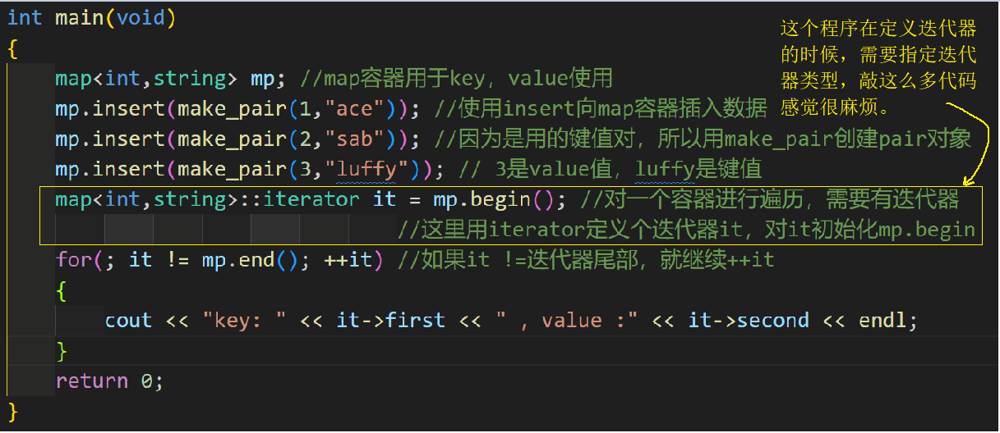 int main(void)
{
map<int,string> mp; //map容器用于key，value使用
mp.insert(make_pair(1,"ace")); //使用insert向map容器插入数据
mp.insert(make_pair(2,"sab")); //因为是用的键值对，所以用make_pair创建pair对象
mp.insert(make_pair(3,"luffy")); // 3是value值，luffy是键值
map<int,string>::iterator it = mp.begin(); //对一个容器进行遍历，需要有迭代器
//这里用iterator定义个迭代器it，对it初始化mp.begin
for(; it != mp.end(); ++it) //如果it !=迭代器尾部，就继续++it
{
cout << "key: " << it->first << " , value :" << it->second << endl;
}
return 0;
}
这个程序在定义迭代器
的时候，需要指定迭代
器类型，敲这么多代码
感觉很麻烦。